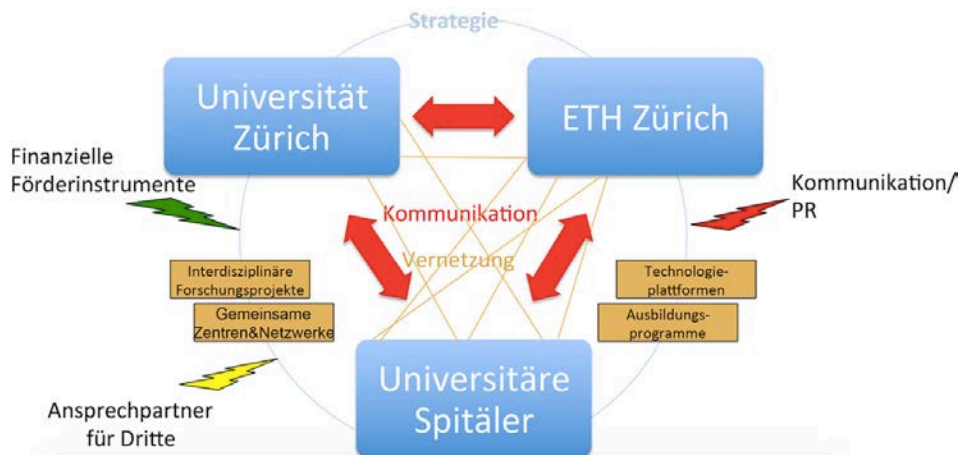 Strategie
Universität
Zürich
ETH Zürich
Finanzielle
Förderinstrumente
Kommunikation/
PR
Kommunikation
Vernetzung
Interdisziplinäre
Forschungsprojekte
Gemeinsame
Zentren&Netzwerke
Technologie-
plattformen
Ausbildungs-
programme
Universitäre
Spitäler
Ansprechpartner
für Dritte